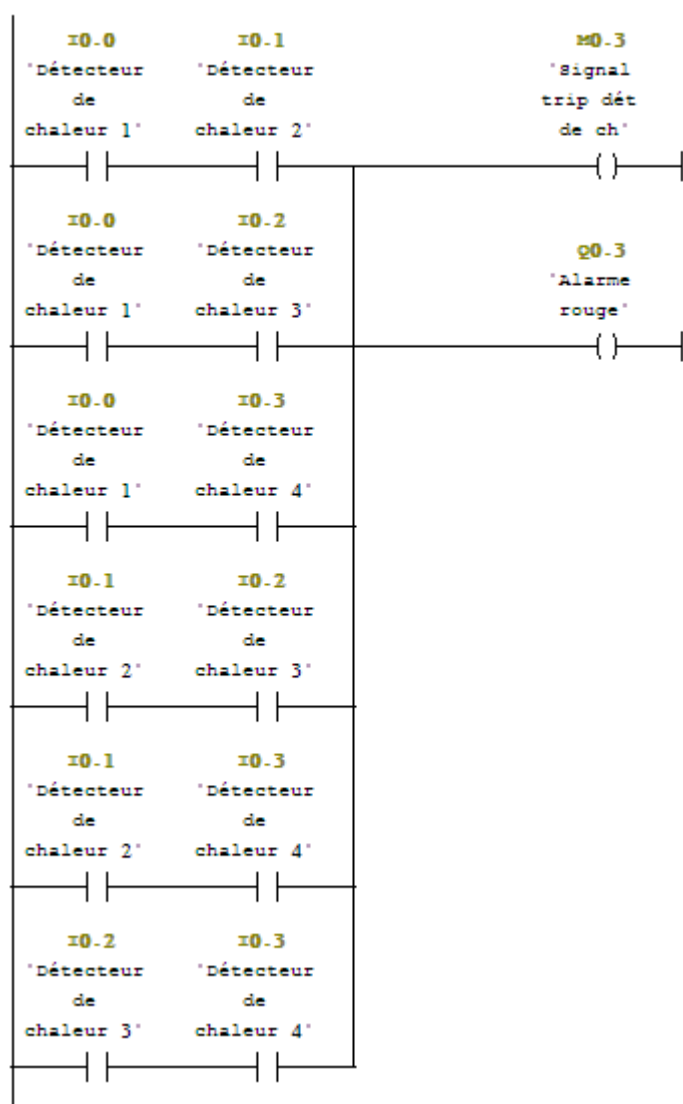 I0.0 I0.1 M0.3
"Détecteur "Détecteur "Signal
de de trip dét
chaleur 1" chaleur 2" de ch"
I0.0 I0.2
"Détecteur "Détecteur Q0.3
de de "Alarme
chaleur 1" chaleur 3" rouge"
I0.0 I0.3
"Détecteur "Détecteur
de de
chaleur 1" chaleur 4"
I0.1 I0.2
"Détecteur "Détecteur
de de
chaleur 2" chaleur 3"
I0.1 I0.3
"Détecteur "Détecteur
de de
chaleur 2" chaleur 4"
I0.2 I0.3
"Détecteur "Détecteur
de de
chaleur 3" chaleur 4"